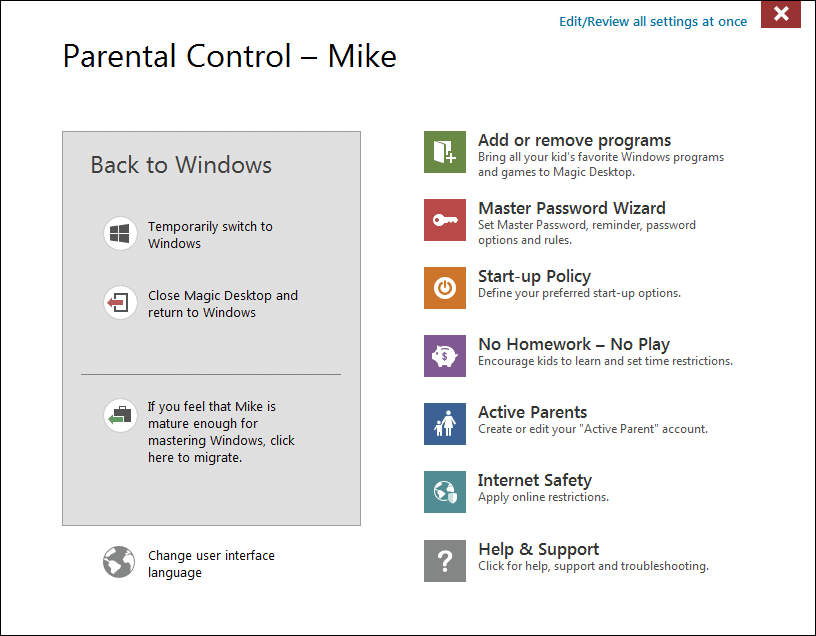 Edit/Review all settings at once
Parental Control – Mike
Back to Windows
Temporarily switch to
Windows
Close Magic Desktop and
return to Windows
If you feel that Mike is
mature enough for
mastering Windows, click
here to migrate.
Change user interface
language
Add or remove programs
Bring all your kid's favorite Windows programs
and games to Magic Desktop.
Master Password Wizard
Set Master Password, reminder, password
options and rules.
Start-up Policy
Define your preferred start-up options.
$
No Homework – No Play
Encourage kids to learn and set time restrictions.
Active Parents
Create or edit your "Active Parent" account.
Internet Safety
Apply online restrictions.
?
Help & Support
Click for help, support and troubleshooting.